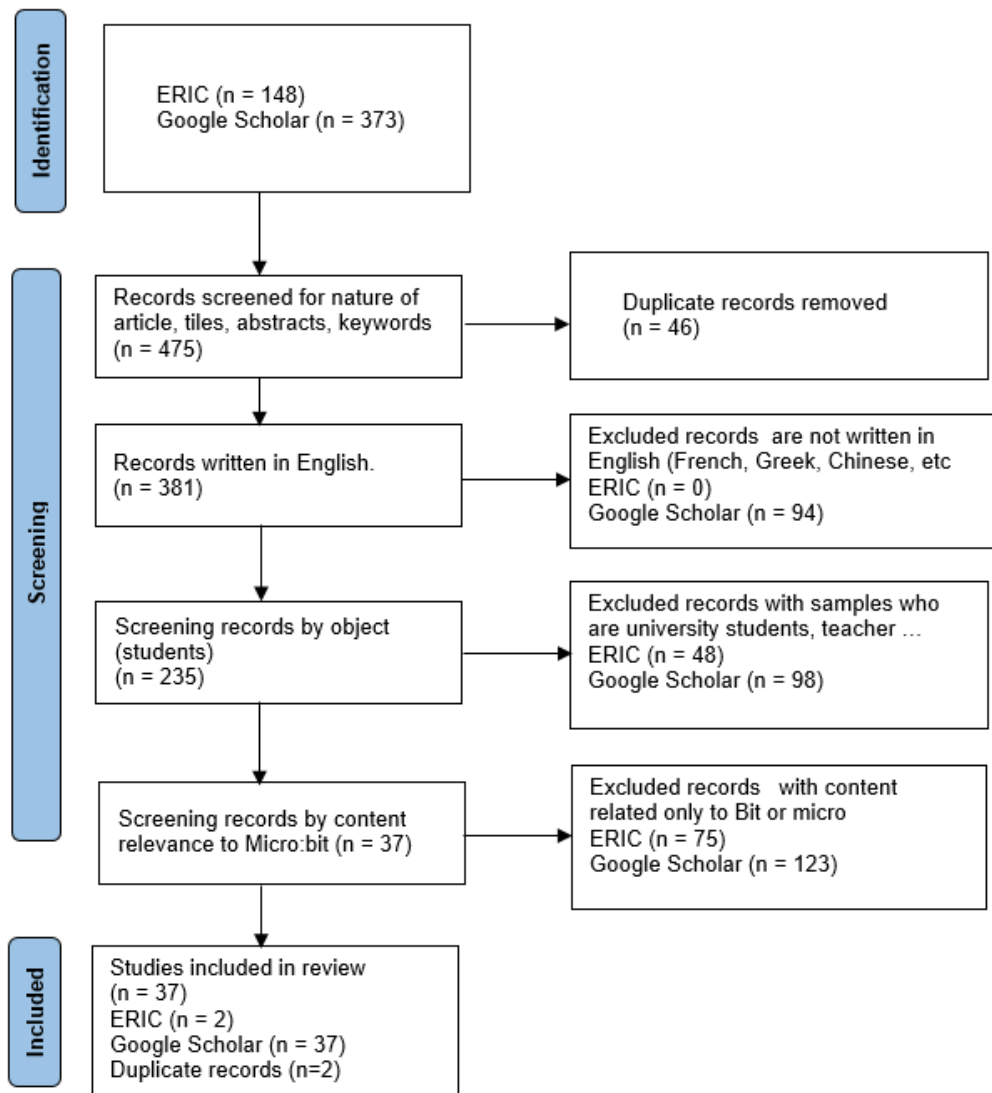 Identification
ERIC (n = 148)
Google Scholar (n = 373)
Screening
Records screened for nature of
article, tiles, abstracts, keywords
(n = 475)
Duplicate records removed
(n = 46)
Records written in English.
(n = 381)
Excluded records  are not written in
English (French, Greek, Chinese, etc
ERIC (n = 0)
Google Scholar (n = 94)
Screening records by object
(students)
(n = 235)
Excluded records with samples who
are university students, teacher ...
ERIC (n = 48)
Google Scholar (n = 98)
Screening records by content
relevance to Micro:bit (n = 37)
Excluded records   with content
related only to Bit or micro
ERIC (n = 75)
Google Scholar (n = 123)
Included
Studies included in review
(n = 37)
ERIC (n = 2)
Google Scholar (n = 37)
Duplicate records (n=2)